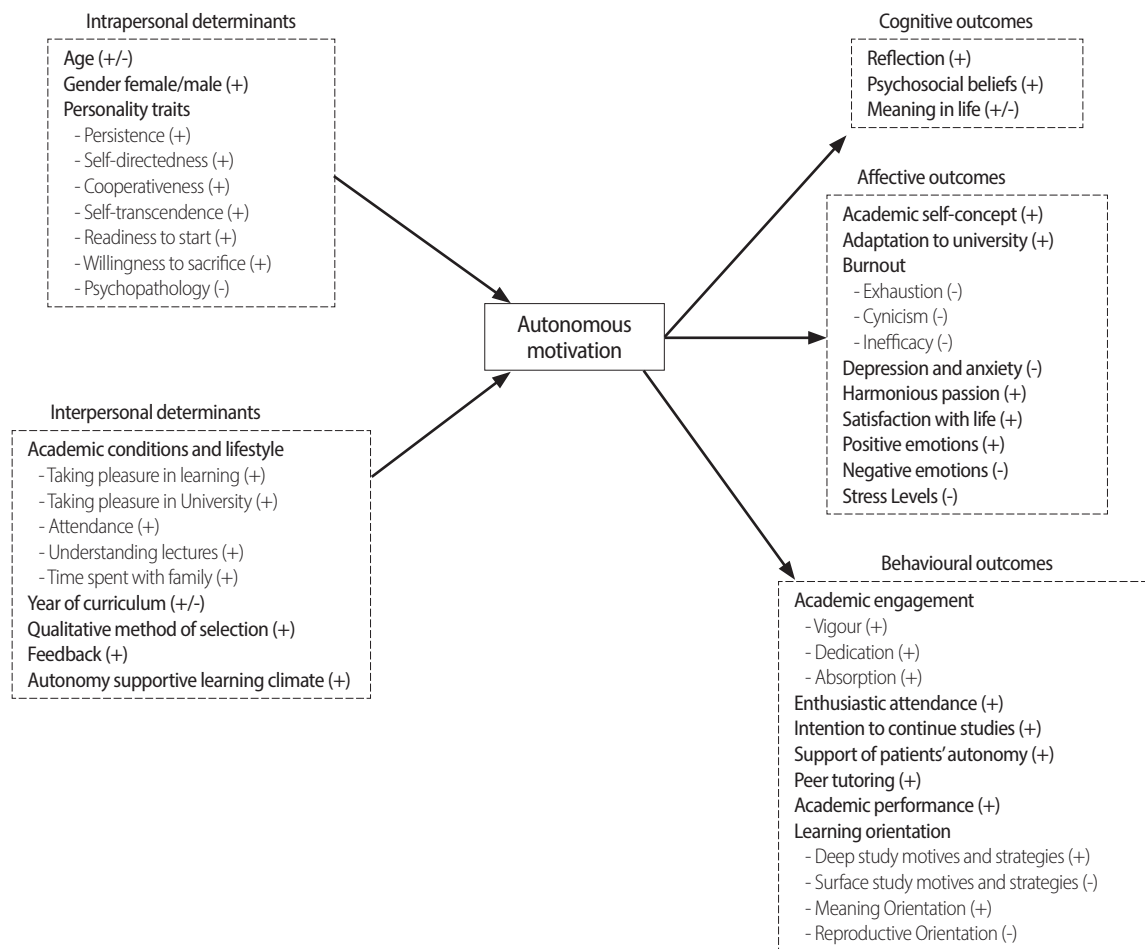 Intrapersonal determinants
Age (+/-)
Gender female/male (+)
Personality traits
- Persistence (+)
- Self-directedness (+)
- Cooperativeness (+)
- Self-transcendence (+)
- Readiness to start (+)
- Willingness to sacrifice (+)
- Psychopathology (-)
Interpersonal determinants
Academic conditions and lifestyle
- Taking pleasure in learning (+)
- Taking pleasure in University (+)
- Attendance (+)
- Understanding lectures (+)
- Time spent with family (+)
Year of curriculum (+/-)
Qualitative method of selection (+)
Feedback (+)
Autonomy supportive learning climate (+)
Autonomous
motivation
Cognitive outcomes
Reflection (+)
Psychosocial beliefs (+)
Meaning in life (+/-)
Affective outcomes
Academic self-concept (+)
Adaptation to university (+)
Burnout
- Exhaustion (-)
- Cynicism (-)
- Inefficacy (-)
Depression and anxiety (-)
Harmonious passion (+)
Satisfaction with life (+)
Positive emotions (+)
Negative emotions (-)
Stress Levels (-)
Behavioural outcomes
Academic engagement
- Vigour (+)
- Dedication (+)
- Absorption (+)
Enthusiastic attendance (+)
Intention to continue studies (+)
Support of patients' autonomy (+)
Peer tutoring (+)
Academic performance (+)
Learning orientation
- Deep study motives and strategies (+)
- Surface study motives and strategies (-)
- Meaning Orientation (+)
- Reproductive Orientation (-)